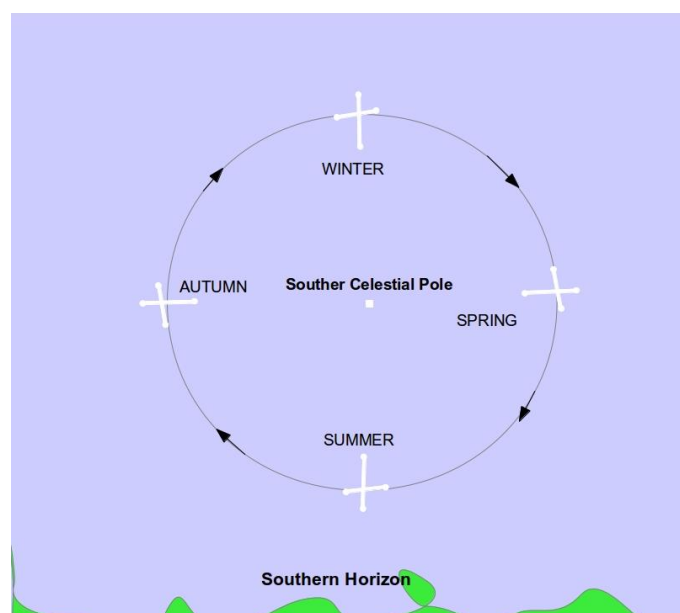 WINTER
AUTUMN
Souther Celestial Pole
SPRING
SUMMER
Southern Horizon